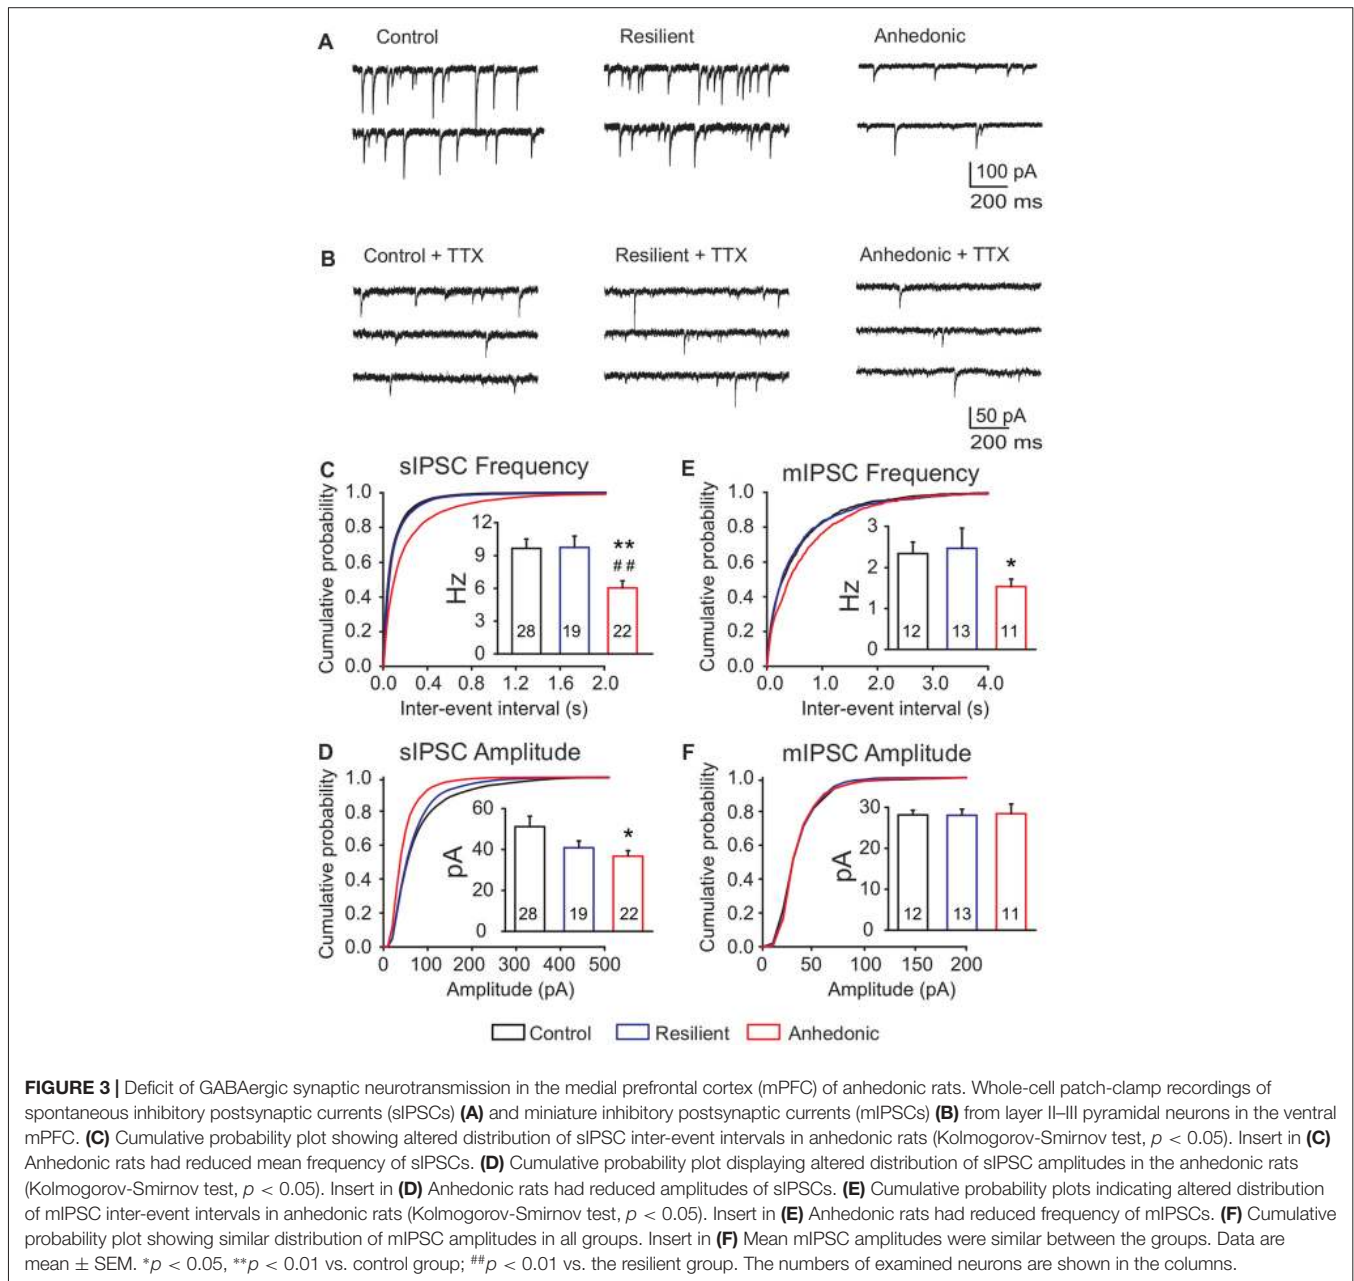 A
Control
Resilient
Anhedonic
100 pA
200 ms
B
Control + TTX
Resilient + TTX
Anhedonic + TTX
50 pA
200 ms
C
sIPSC Frequency
Cumulative probability
1.0
0.8
0.6
0.4
0.2
0.0
0.0 0.4 0.8 1.2 1.6 2.0
Inter-event interval (s)
Hz
12
9
6
3
0
**
##
28 19 22
E
mIPSC Frequency
Cumulative probability
1.0
0.8
0.6
0.4
0.2
0.0
0.0 1.0 2.0 3.0 4.0
Inter-event interval (s)
Hz
3
2
1
0
*
12 13 11
D
sIPSC Amplitude
Cumulative probability
1.0
0.8
0.6
0.4
0.2
0.0
0 100 200 300 400 500
Amplitude (pA)
pA
60
40
20
0
*
28 19 22
F
mIPSC Amplitude
Cumulative probability
1.0
0.8
0.6
0.4
0.2
0.0
0 50 100 150 200
Amplitude (pA)
pA
30
20
10
0
12 13 11
Control Resilient Anhedonic
FIGURE 3 | Deficit of GABAergic synaptic neurotransmission in the medial prefrontal cortex (mPFC) of anhedonic rats. Whole-cell patch-clamp recordings of
spontaneous inhibitory postsynaptic currents (sIPSCs) (A) and miniature inhibitory postsynaptic currents (mIPSCs) (B) from layer II–III pyramidal neurons in the ventral
mPFC. (C) Cumulative probability plot showing altered distribution of sIPSC inter-event intervals in anhedonic rats (Kolmogorov-Smirnov test, p < 0.05). Insert in (C)
Anhedonic rats had reduced mean frequency of sIPSCs. (D) Cumulative probability plot displaying altered distribution of sIPSC amplitudes in the anhedonic rats
(Kolmogorov-Smirnov test, p < 0.05). Insert in (D) Anhedonic rats had reduced amplitudes of sIPSCs. (E) Cumulative probability plots indicating altered distribution
of mIPSC inter-event intervals in anhedonic rats (Kolmogorov-Smirnov test, p < 0.05). Insert in (E) Anhedonic rats had reduced frequency of mIPSCs. (F) Cumulative
probability plot showing similar distribution of mIPSC amplitudes in all groups. Insert in (F) Mean mIPSC amplitudes were similar between the groups. Data are
mean ± SEM. *p < 0.05, **p < 0.01 vs. control group; ##p < 0.01 vs. the resilient group. The numbers of examined neurons are shown in the columns.